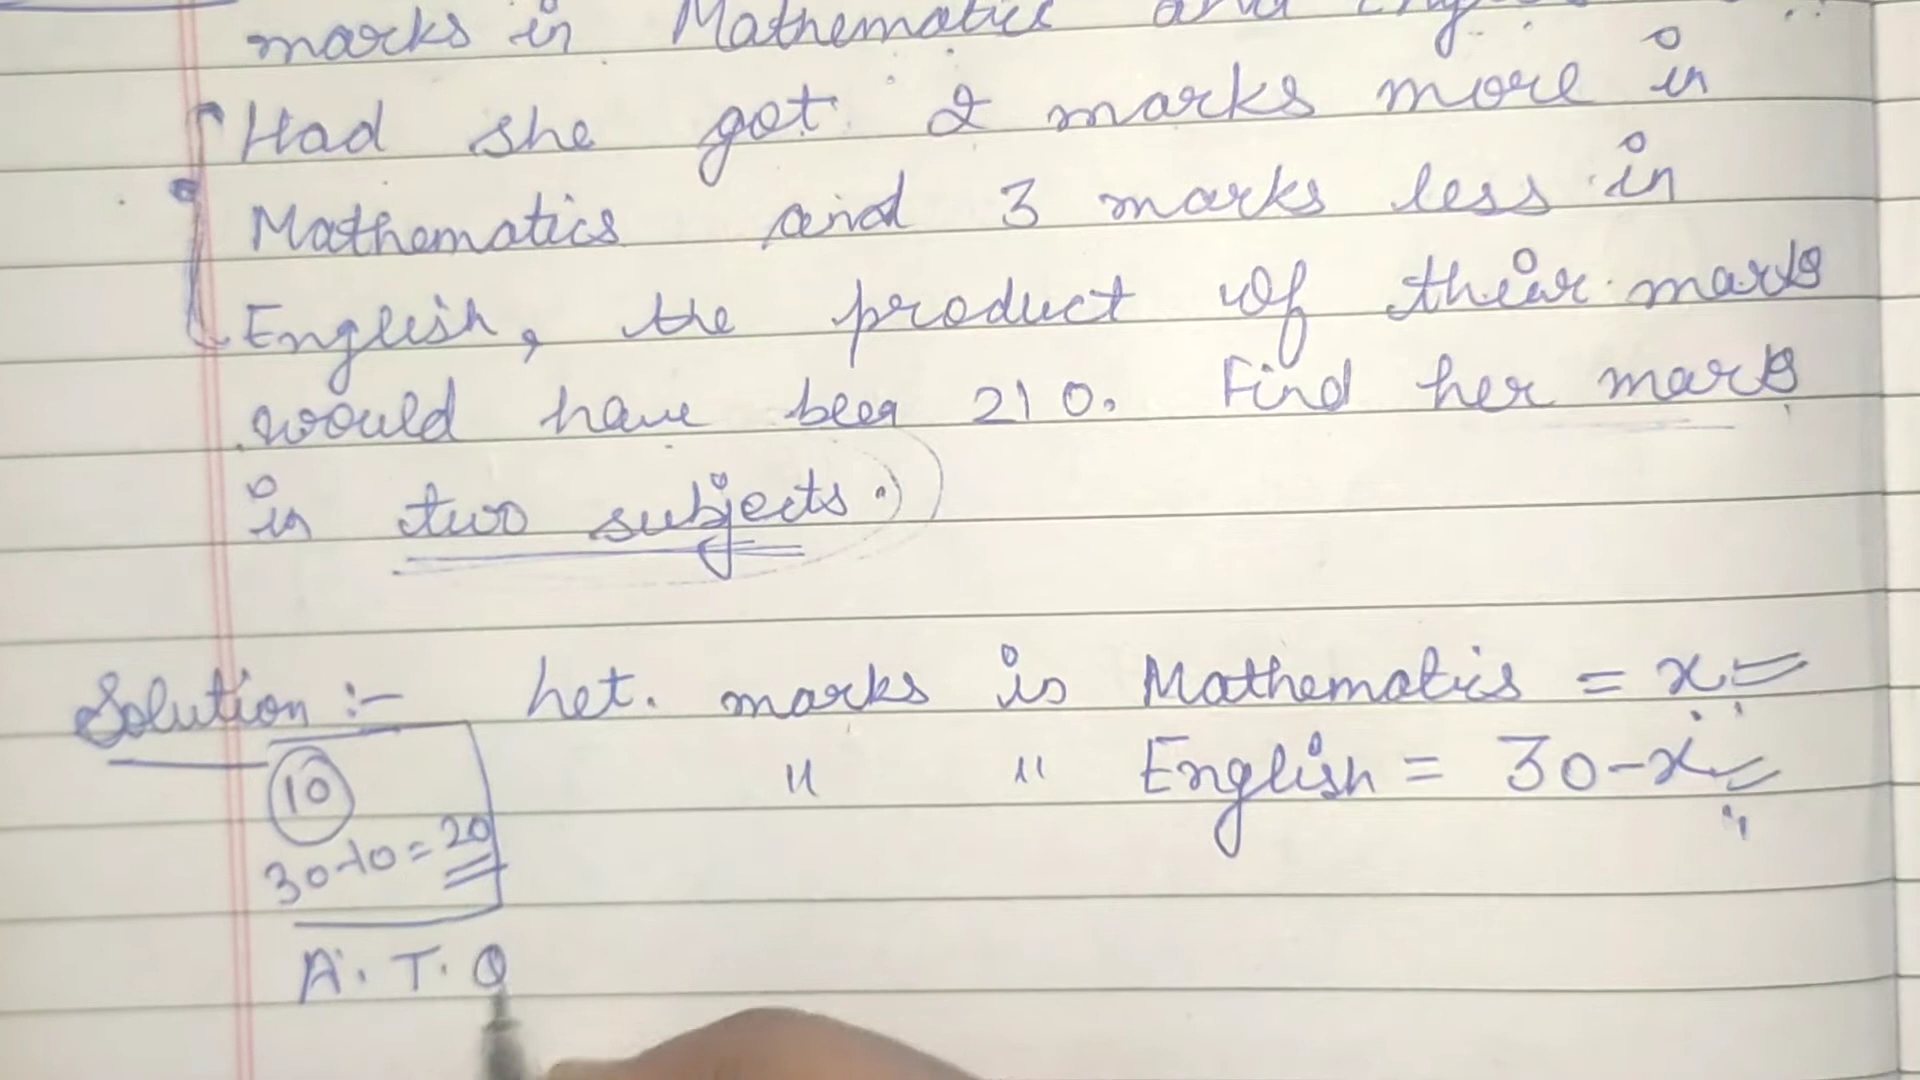 marks in Mathematics and
Had she got 2 marks more in
Mathematics and 3 marks less in
English, the product of thier marks
would have been 210. Find her marks
in two subjects.
Solution :- Let. marks in Mathematics = x
" " English = 30-x
10
30-10=20
A. T. Q